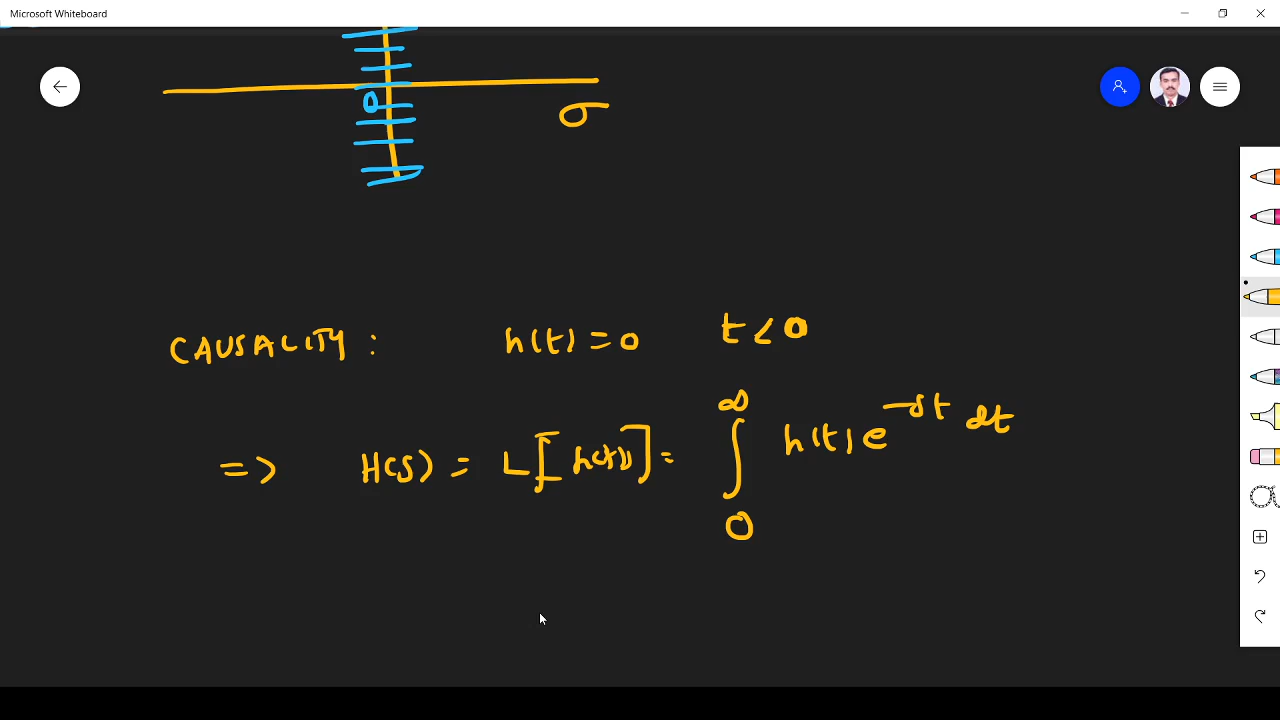 Microsoft Whiteboard
0
σ
CAUSALITY : h(t) = 0 t < 0
=> H(s) = L[h(t)] = ∫₀^∞ h(t) e^{-st} dt